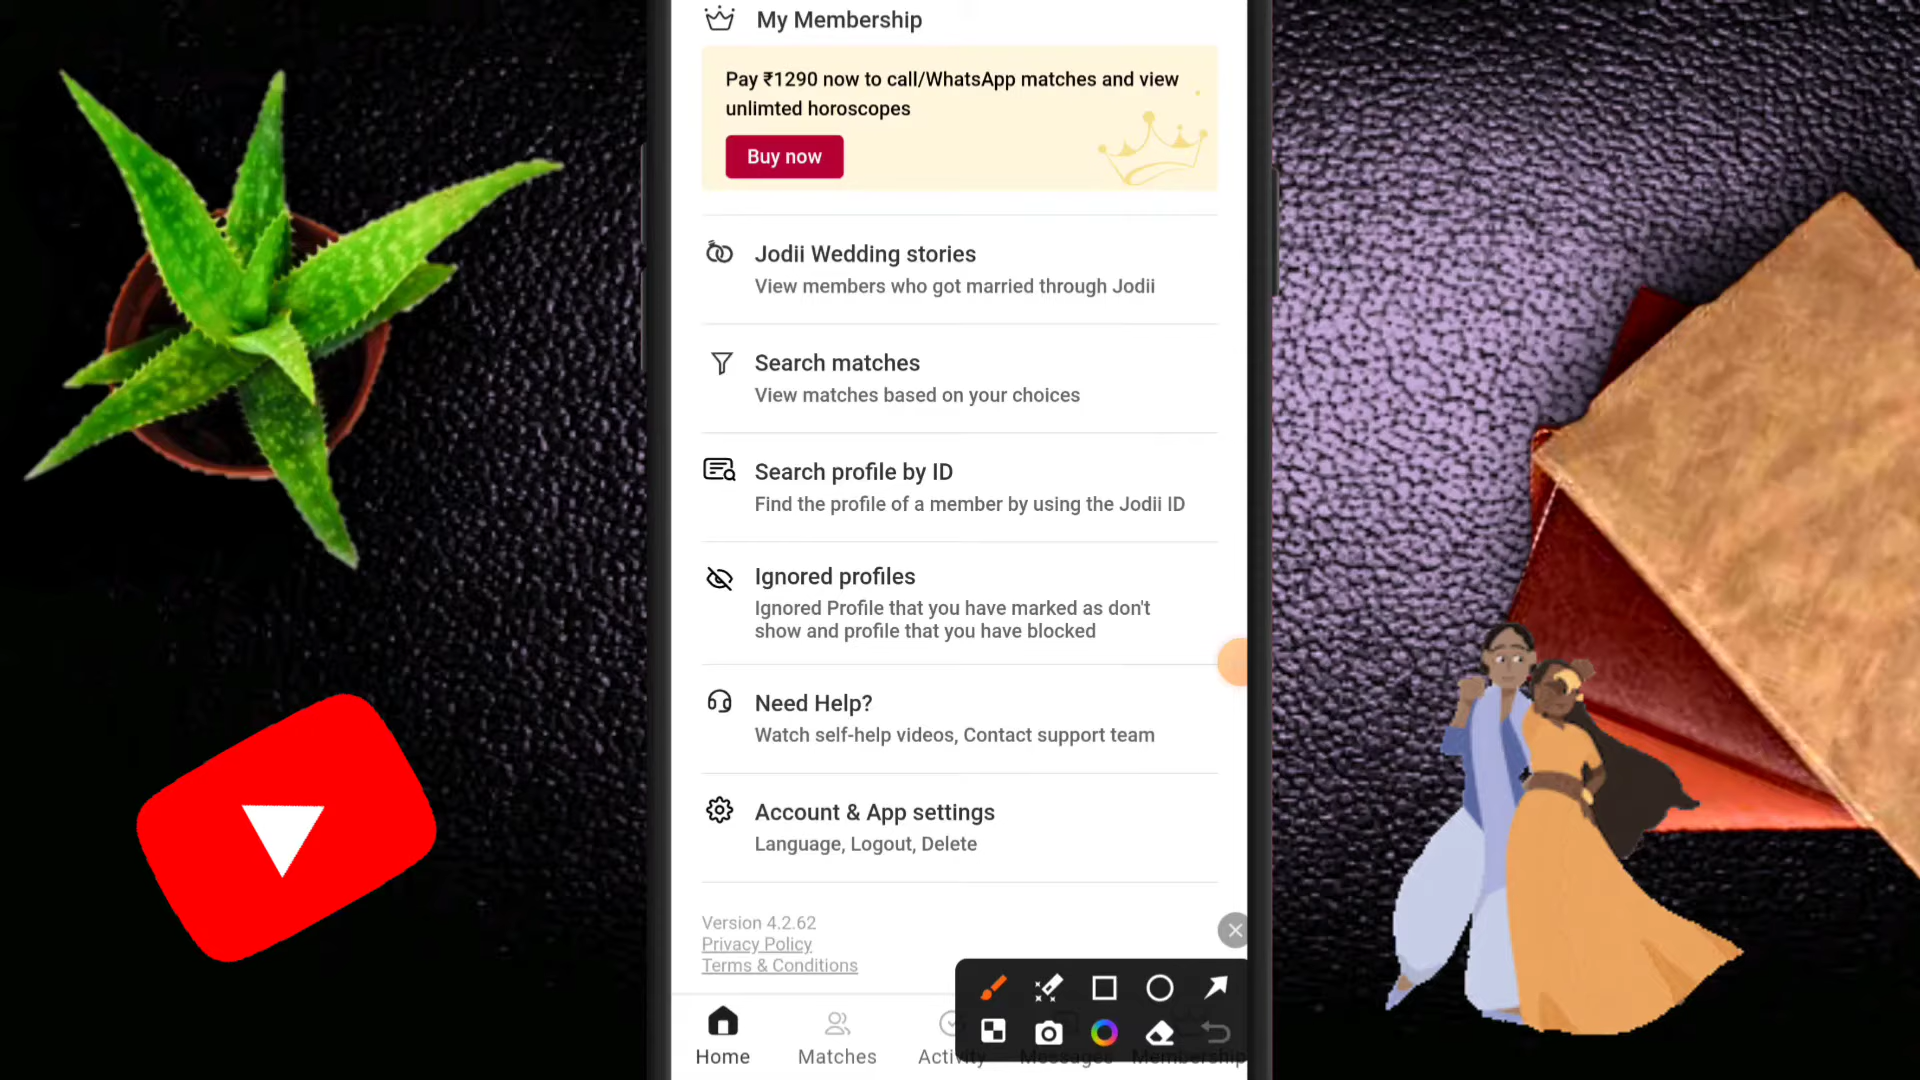 My Membership
Pay ₹1290 now to call/WhatsApp matches and view
unlimted horoscopes
Buy now
Jodii Wedding stories
View members who got married through Jodii
Search matches
View matches based on your choices
Search profile by ID
Find the profile of a member by using the Jodii ID
Ignored profiles
Ignored Profile that you have marked as don't
show and profile that you have blocked
Need Help?
Watch self-help videos, Contact support team
Account & App settings
Language, Logout, Delete
Version 4.2.62
Privacy Policy
Terms & Conditions
Home Matches Activity Messages Membership